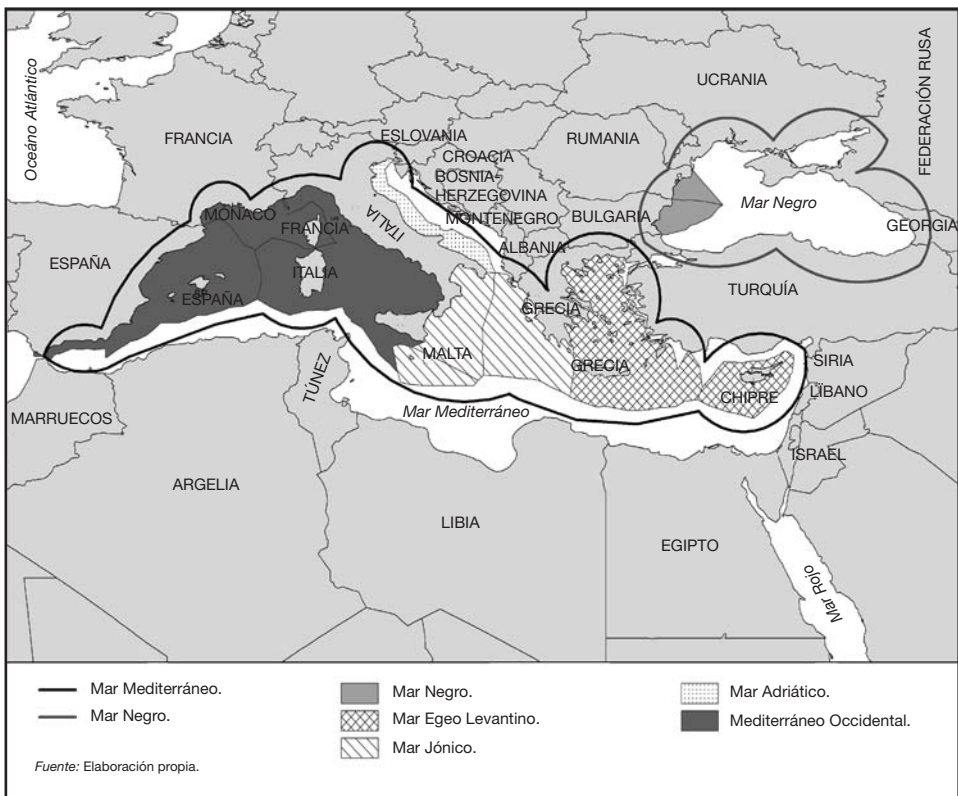 Océano Atlántico
FEDERACIÓN RUSA
UCRANIA
FRANCIA
ESLOVANIA
RUMANIA
CROACIA
BOSNIA-
HERZEGOVINA
Mar Negro
MÓNACO
FRANCIA
ITALIA
MONTENEGRO
BULGARIA
GEORGIA
ALBANIA
ESPAÑA
ITALIA
TURQUÍA
ESPAÑA
GRECIA
MALTA
GRECIA
SIRIA
CHIPRE
LÍBANO
TÚNEZ
MARRUECOS
Mar Mediterráneo
ISRAEL
ARGELIA
LIBIA
EGIPTO
Mar Rojo
Mar Mediterráneo.
Mar Negro.
Mar Negro.
Mar Egeo Levantino.
Mar Jónico.
Mar Adriático.
Mediterráneo Occidental.
Fuente: Elaboración propia.